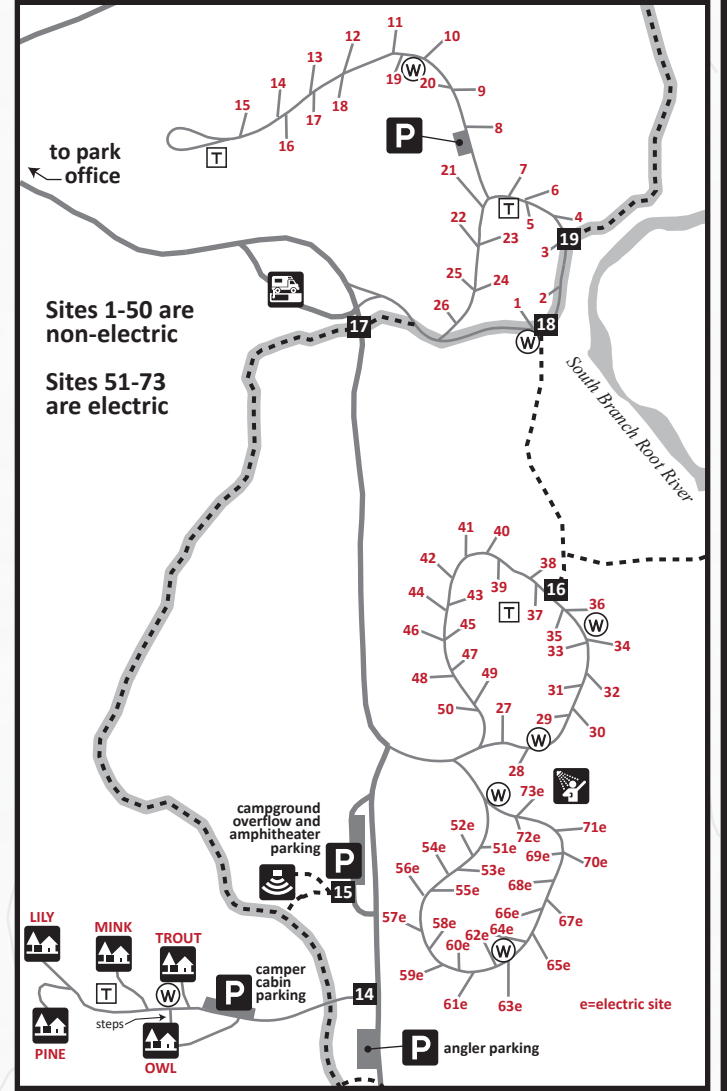 11
12
10
13
W
19
20
14
9
18
15
17
8
P
16
T
to park
office
21
7
6
T
22
5
4
23
19
3
25
24
2
26
1
18
17
W
Sites 1-50 are
non-electric
Sites 51-73
are electric
South Branch Root River
41
40
42
38
39
16
44
43
37
36
T
W
46
45
35
33
34
47
48
49
31
32
50
27
29
30
W
28
73e
W
campground
overflow and
amphitheater
parking
P
15
52e
72e
71e
54e
51e
69e
70e
56e
53e
68e
55e
57e
66e
67e
58e
62e
64e
60e
W
65e
59e
61e
63e
e=electric site
LILY
MINK
TROUT
T
W
P
camper
cabin
parking
14
steps
PINE
OWL
P
angler parking